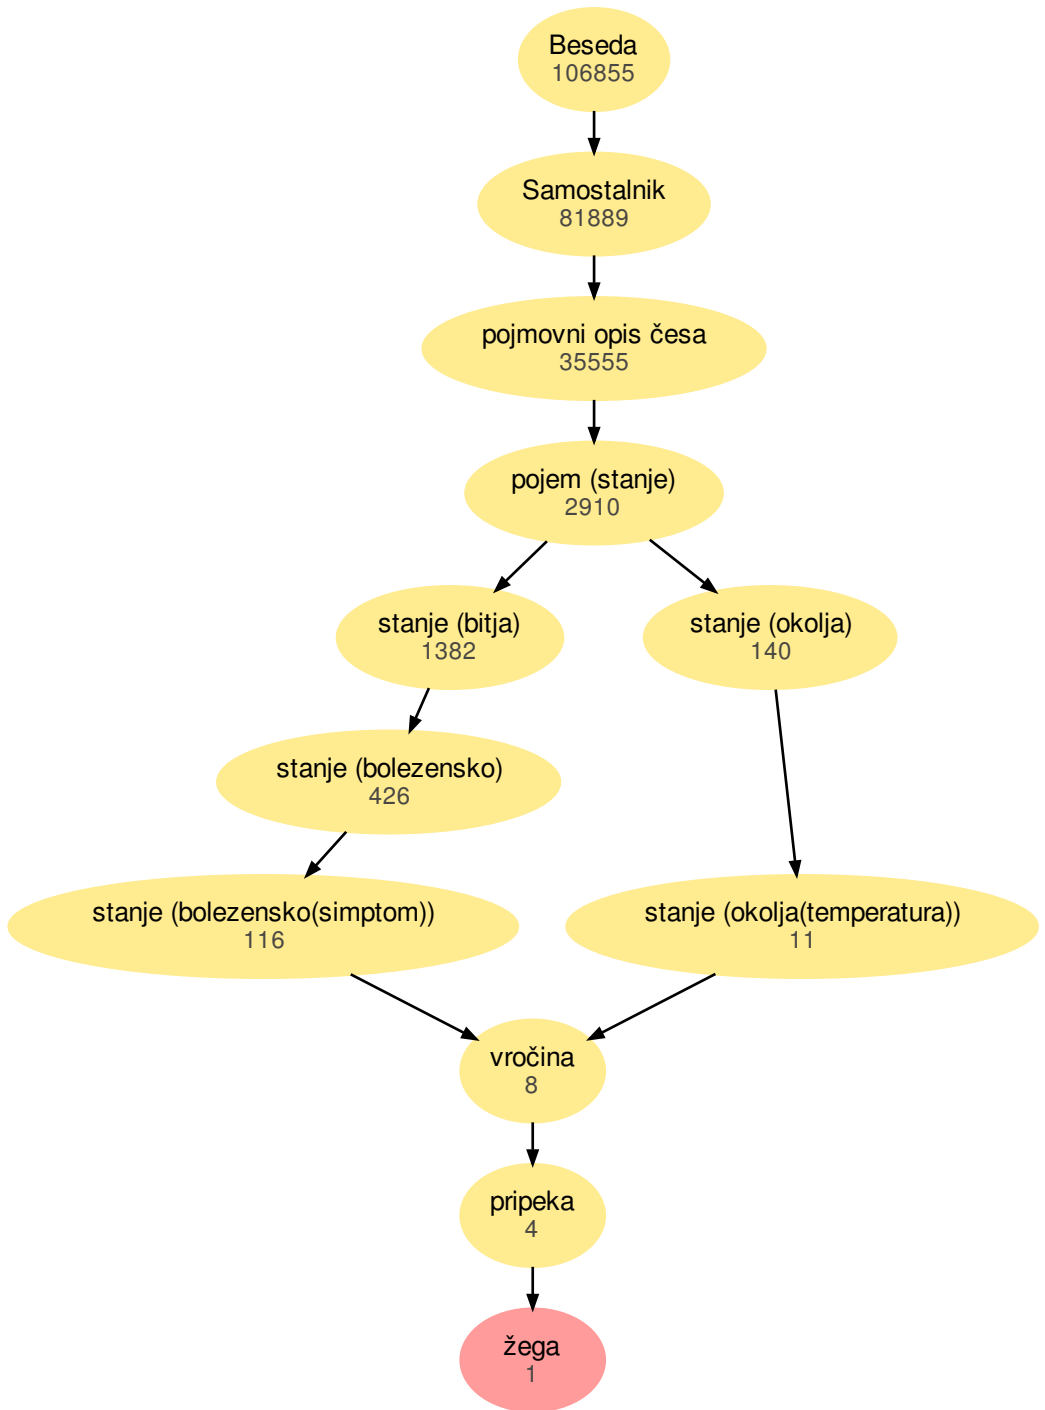 Beseda
106855
Samostalnik
81889
pojmovni opis česa
35555
pojem (stanje)
2910
stanje (bitja)
1382
stanje (okolja)
140
stanje (bolezensko)
426
stanje (bolezensko(simptom))
116
stanje (okolja(temperatura))
11
vročina
8
pripeka
4
žega
1